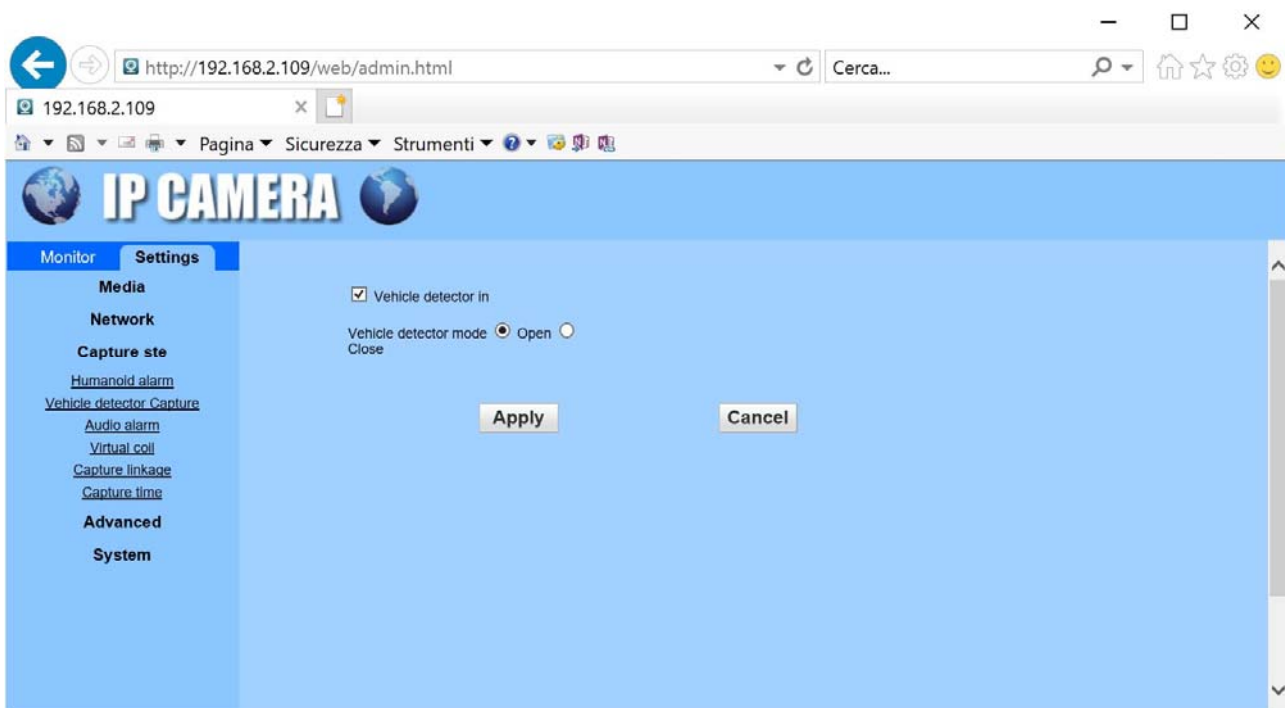 http://192.168.2.109/web/admin.html
Cerca...
192.168.2.109
Pagina Sicurezza Strumenti
IP CAMERA
Monitor Settings
Media
Network
Capture ste
Humanoid alarm
Vehicle detector Capture
Audio alarm
Virtual coil
Capture linkage
Capture time
Advanced
System
Vehicle detector in
Vehicle detector mode Open
Close
Apply Cancel